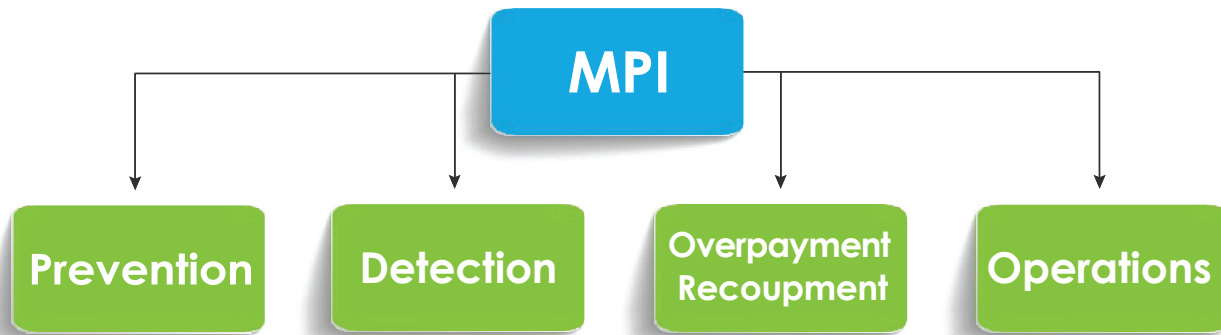 MPI
Prevention
Detection
Overpayment
Recoupment
Operations